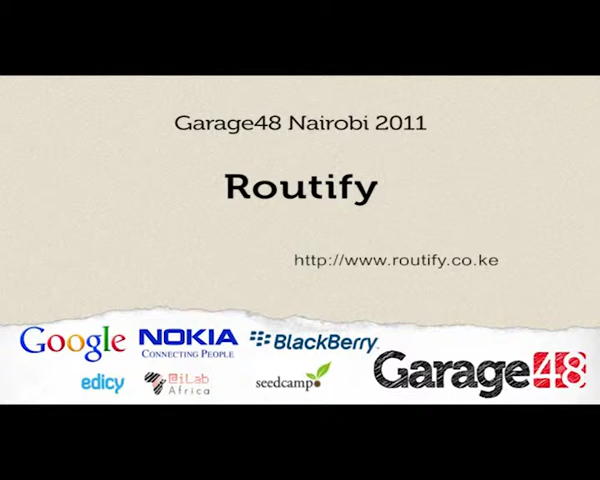 Garage48 Nairobi 2011
Routify
http://www.routify.co.ke
Google NOKIA BlackBerry
CONNECTING PEOPLE
edicy @iLab Africa seedcamp Garage48